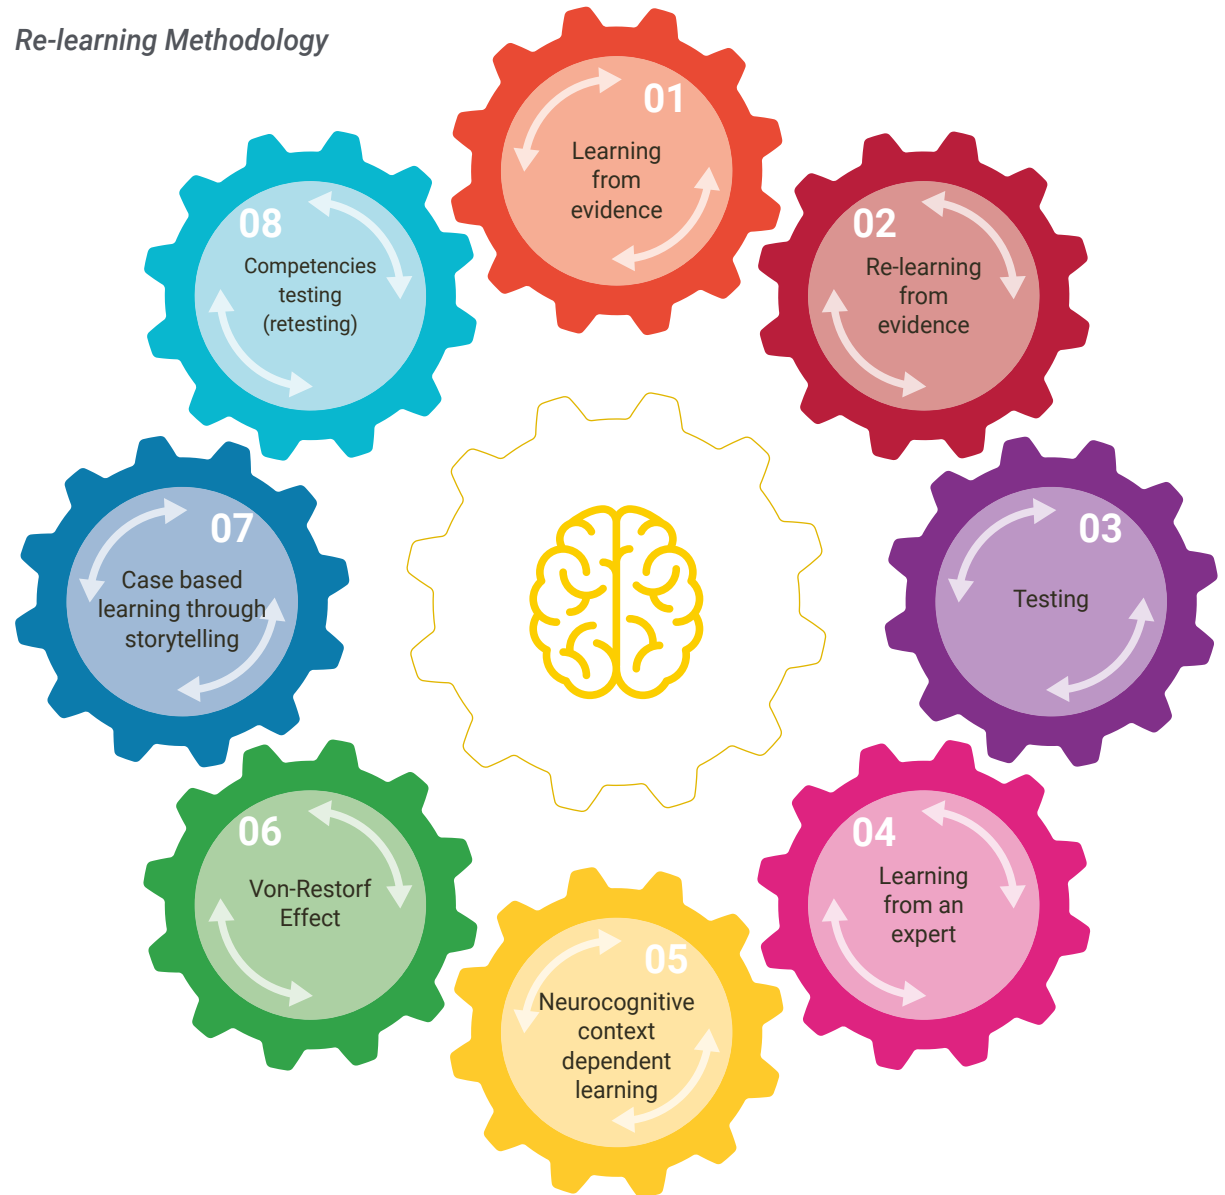 Re-learning Methodology
01
Learning
from
evidence
02
Re-learning
from
evidence
03
Testing
04
Learning
from an
expert
05
Neurocognitive
context
dependent
learning
06
Von-Restorf
Effect
07
Case based
learning through
storytelling
08
Competencies
testing
(retesting)